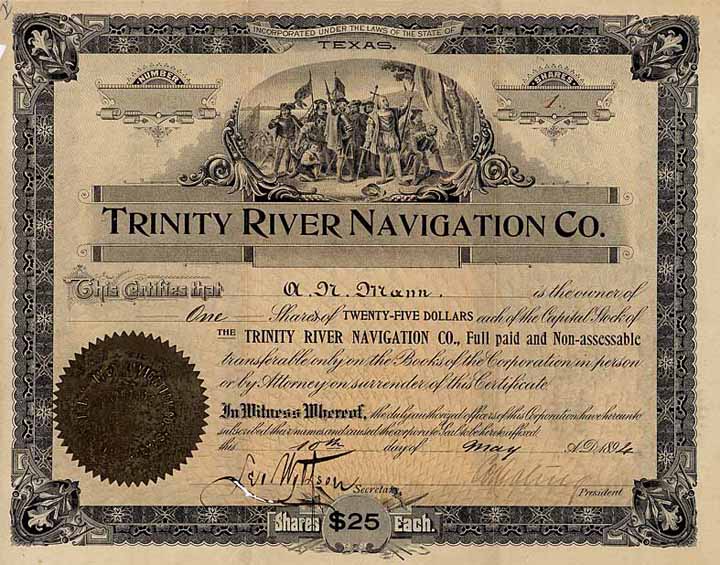 INCORPORATED UNDER THE LAWS OF THE STATE OF
TEXAS.
NUMBER
SHARES
1
TRINITY RIVER NAVIGATION CO.
This Certifies that A. N. Mann. is the owner of
One Shares of TWENTY-FIVE DOLLARS each of the Capital Stock of
THE TRINITY RIVER NAVIGATION CO., Full paid and Non-assessable
transferable only on the Books of the Corporation in person
or by Attorney on surrender of this Certificate
In Witness Whereof, the duly authorized officers of this Corporation have hereunto
subscribed their names and caused the corporate Seal to be hereto affixed
this 10th day of May A.D. 1894
Secretary. President
Shares $25 Each.